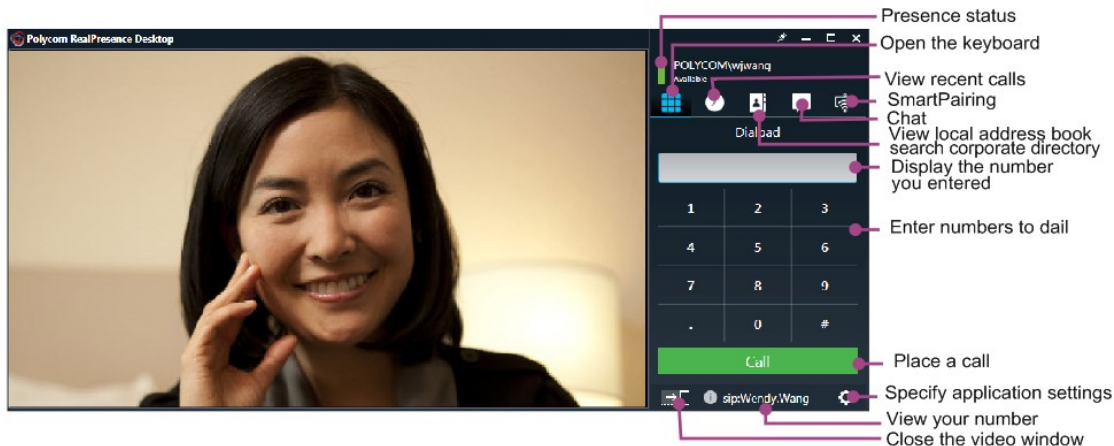 Polycom RealPresence Desktop
POLYCOM\wjwang
Available
Dialpad
1 2 3
4 5 6
7 8 9
. 0 #
Call
sip:Wendy.Wang
Presence status
Open the keyboard
View recent calls
SmartPairing
Chat
View local address book
search corporate directory
Display the number
you entered
Enter numbers to dail
Place a call
Specify application settings
View your number
Close the video window